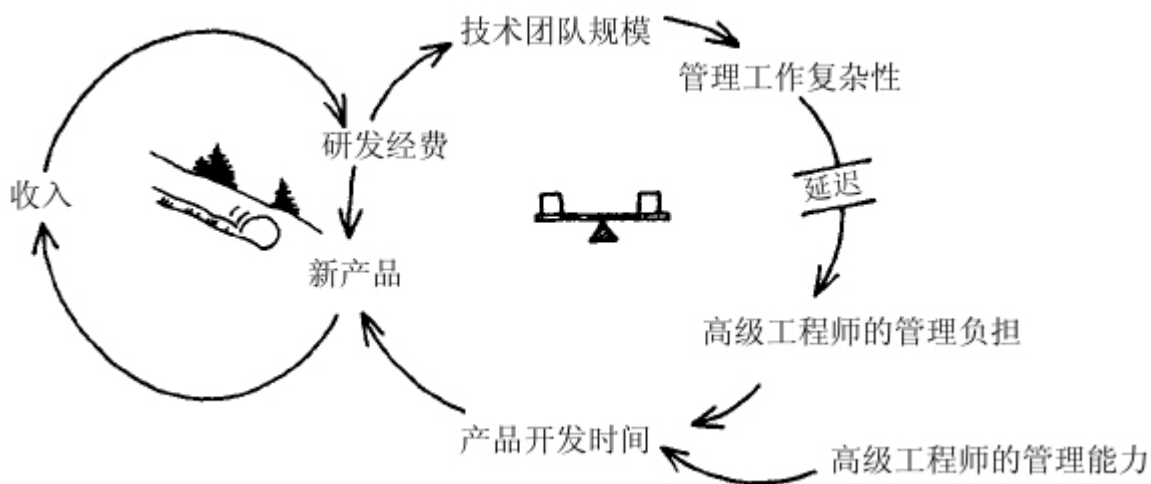 技术团队规模
管理工作复杂性
研发经费
收入
延迟
新产品
高级工程师的管理负担
产品开发时间
高级工程师的管理能力